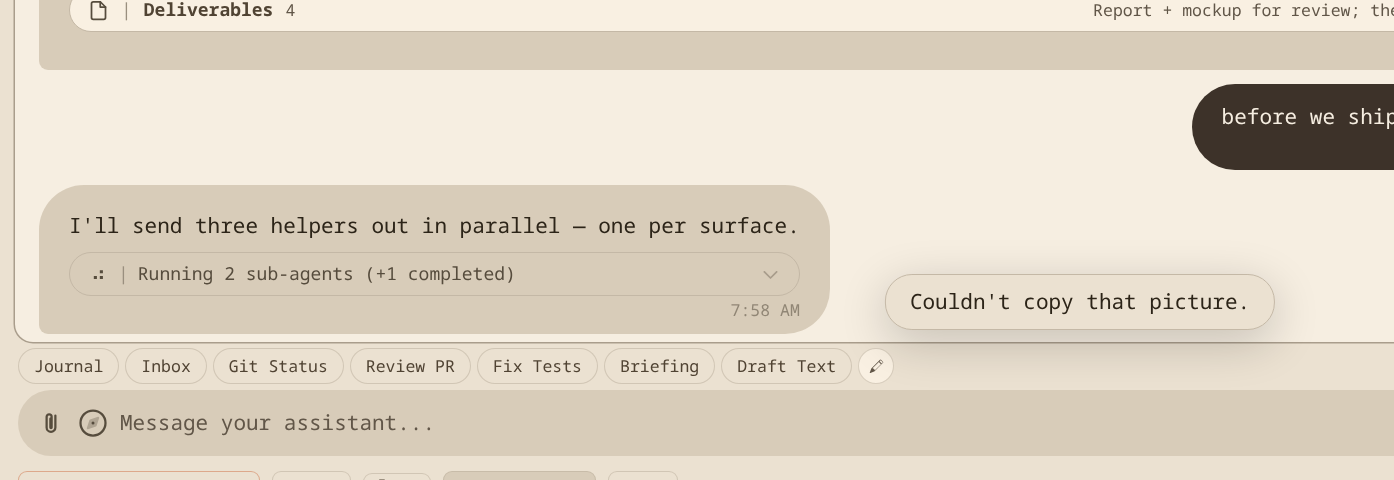 Deliverables 4
Report + mockup for review;
before we ship
I'll send three helpers out in parallel — one per surface.
Running 2 sub-agents (+1 completed)
7:58 AM
Couldn't copy that picture.
Journal
Inbox
Git Status
Review PR
Fix Tests
Briefing
Draft Text
Message your assistant...